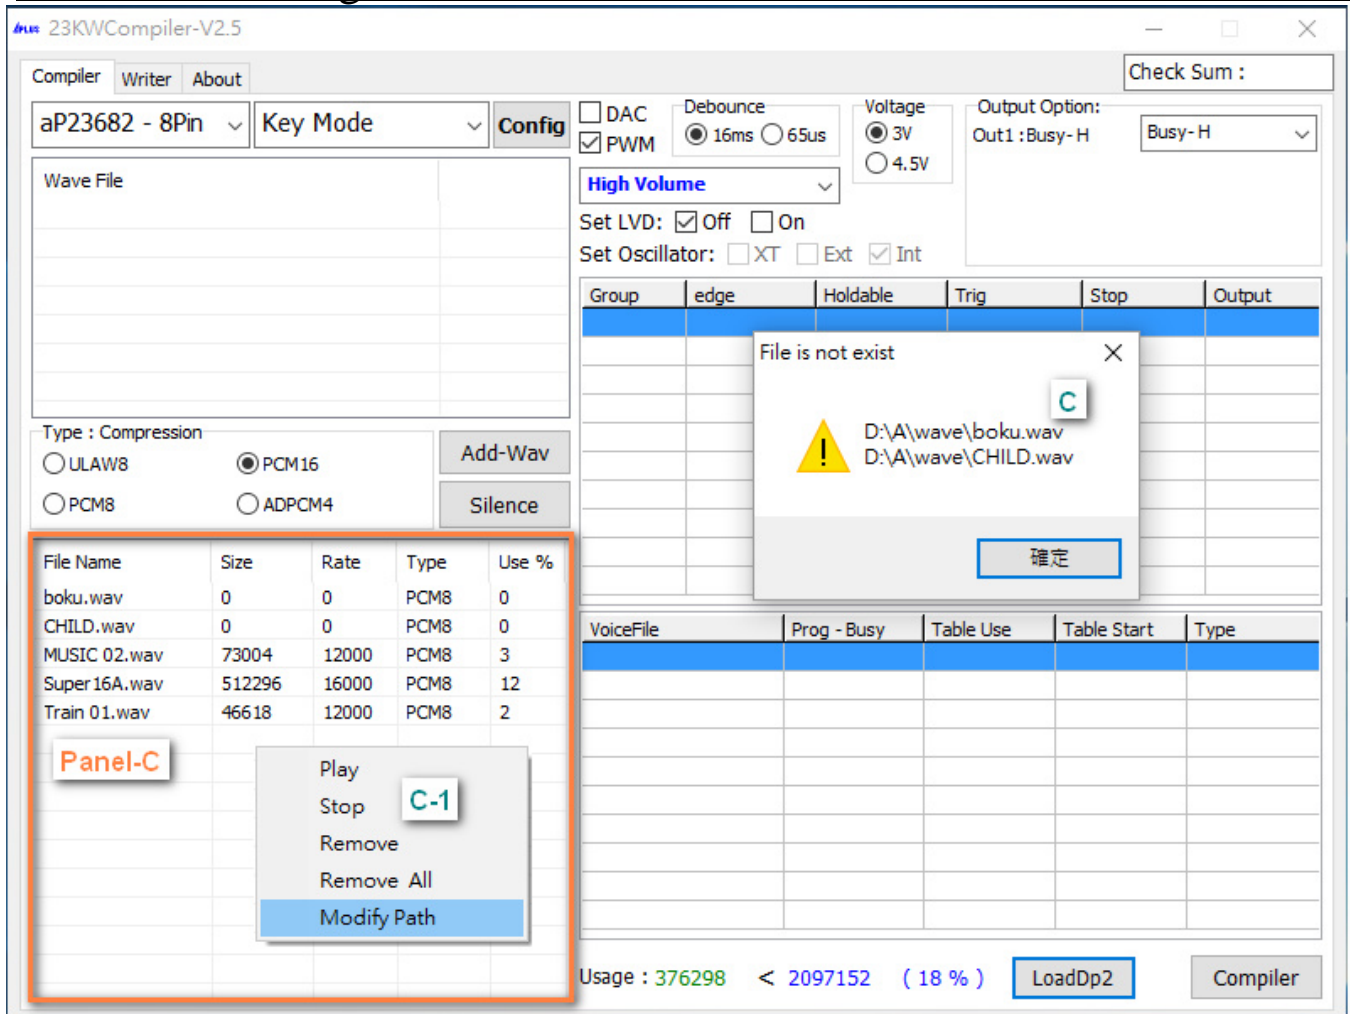 APLUS 23KWCompiler-V2.5
Compiler Writer About
Check Sum :
aP23682 - 8Pin Key Mode Config
DAC
PWM
Debounce
16ms 65us
Voltage
3V
4.5V
Output Option:
Out1 :Busy- H Busy- H
High Volume
Set LVD: Off On
Set Oscillator: XT Ext Int
Wave File
Type : Compression
ULAW8 PCM16
PCM8 ADPCM4
Add-Wav
Silence
Group edge Holdable Trig Stop Output
File is not exist
C
D:\A\wave\boku.wav
D:\A\wave\CHILD.wav
確定
File Name Size Rate Type Use %
boku.wav 0 0 PCM8 0
CHILD.wav 0 0 PCM8 0
MUSIC 02.wav 73004 12000 PCM8 3
Super16A.wav 512296 16000 PCM8 12
Train 01.wav 46618 12000 PCM8 2
Panel-C
Play
Stop
C-1
Remove
Remove All
Modify Path
VoiceFile Prog - Busy Table Use Table Start Type
Usage : 376298 < 2097152 ( 18 % ) LoadDp2 Compiler